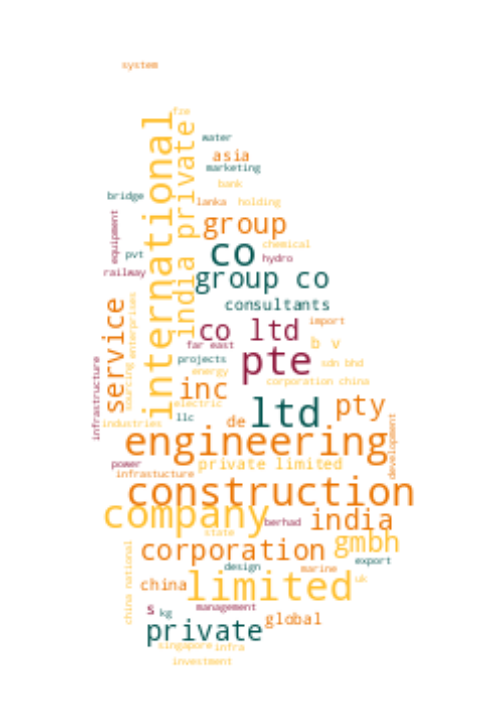 system
fze
international
india private
water
asia
marketing
bank
bridge
lanka holding
equipment
group
co
chemical
pvt
hydro
railway
group co
service
enterprises
sourcing
consultants
import
co ltd
b v
infrastructure
far east
pte
projects
sdn bhd
energy
corporation china
inc
electric
ltd
pty
llc
de
industries
development
engineering
power
private limited
infrastucture
construction
company
berhad
india
state
gmbh
corporation
china national
design
export
marine
china
limited
uk
s
kg
management
global
private
singapore
infra
investment